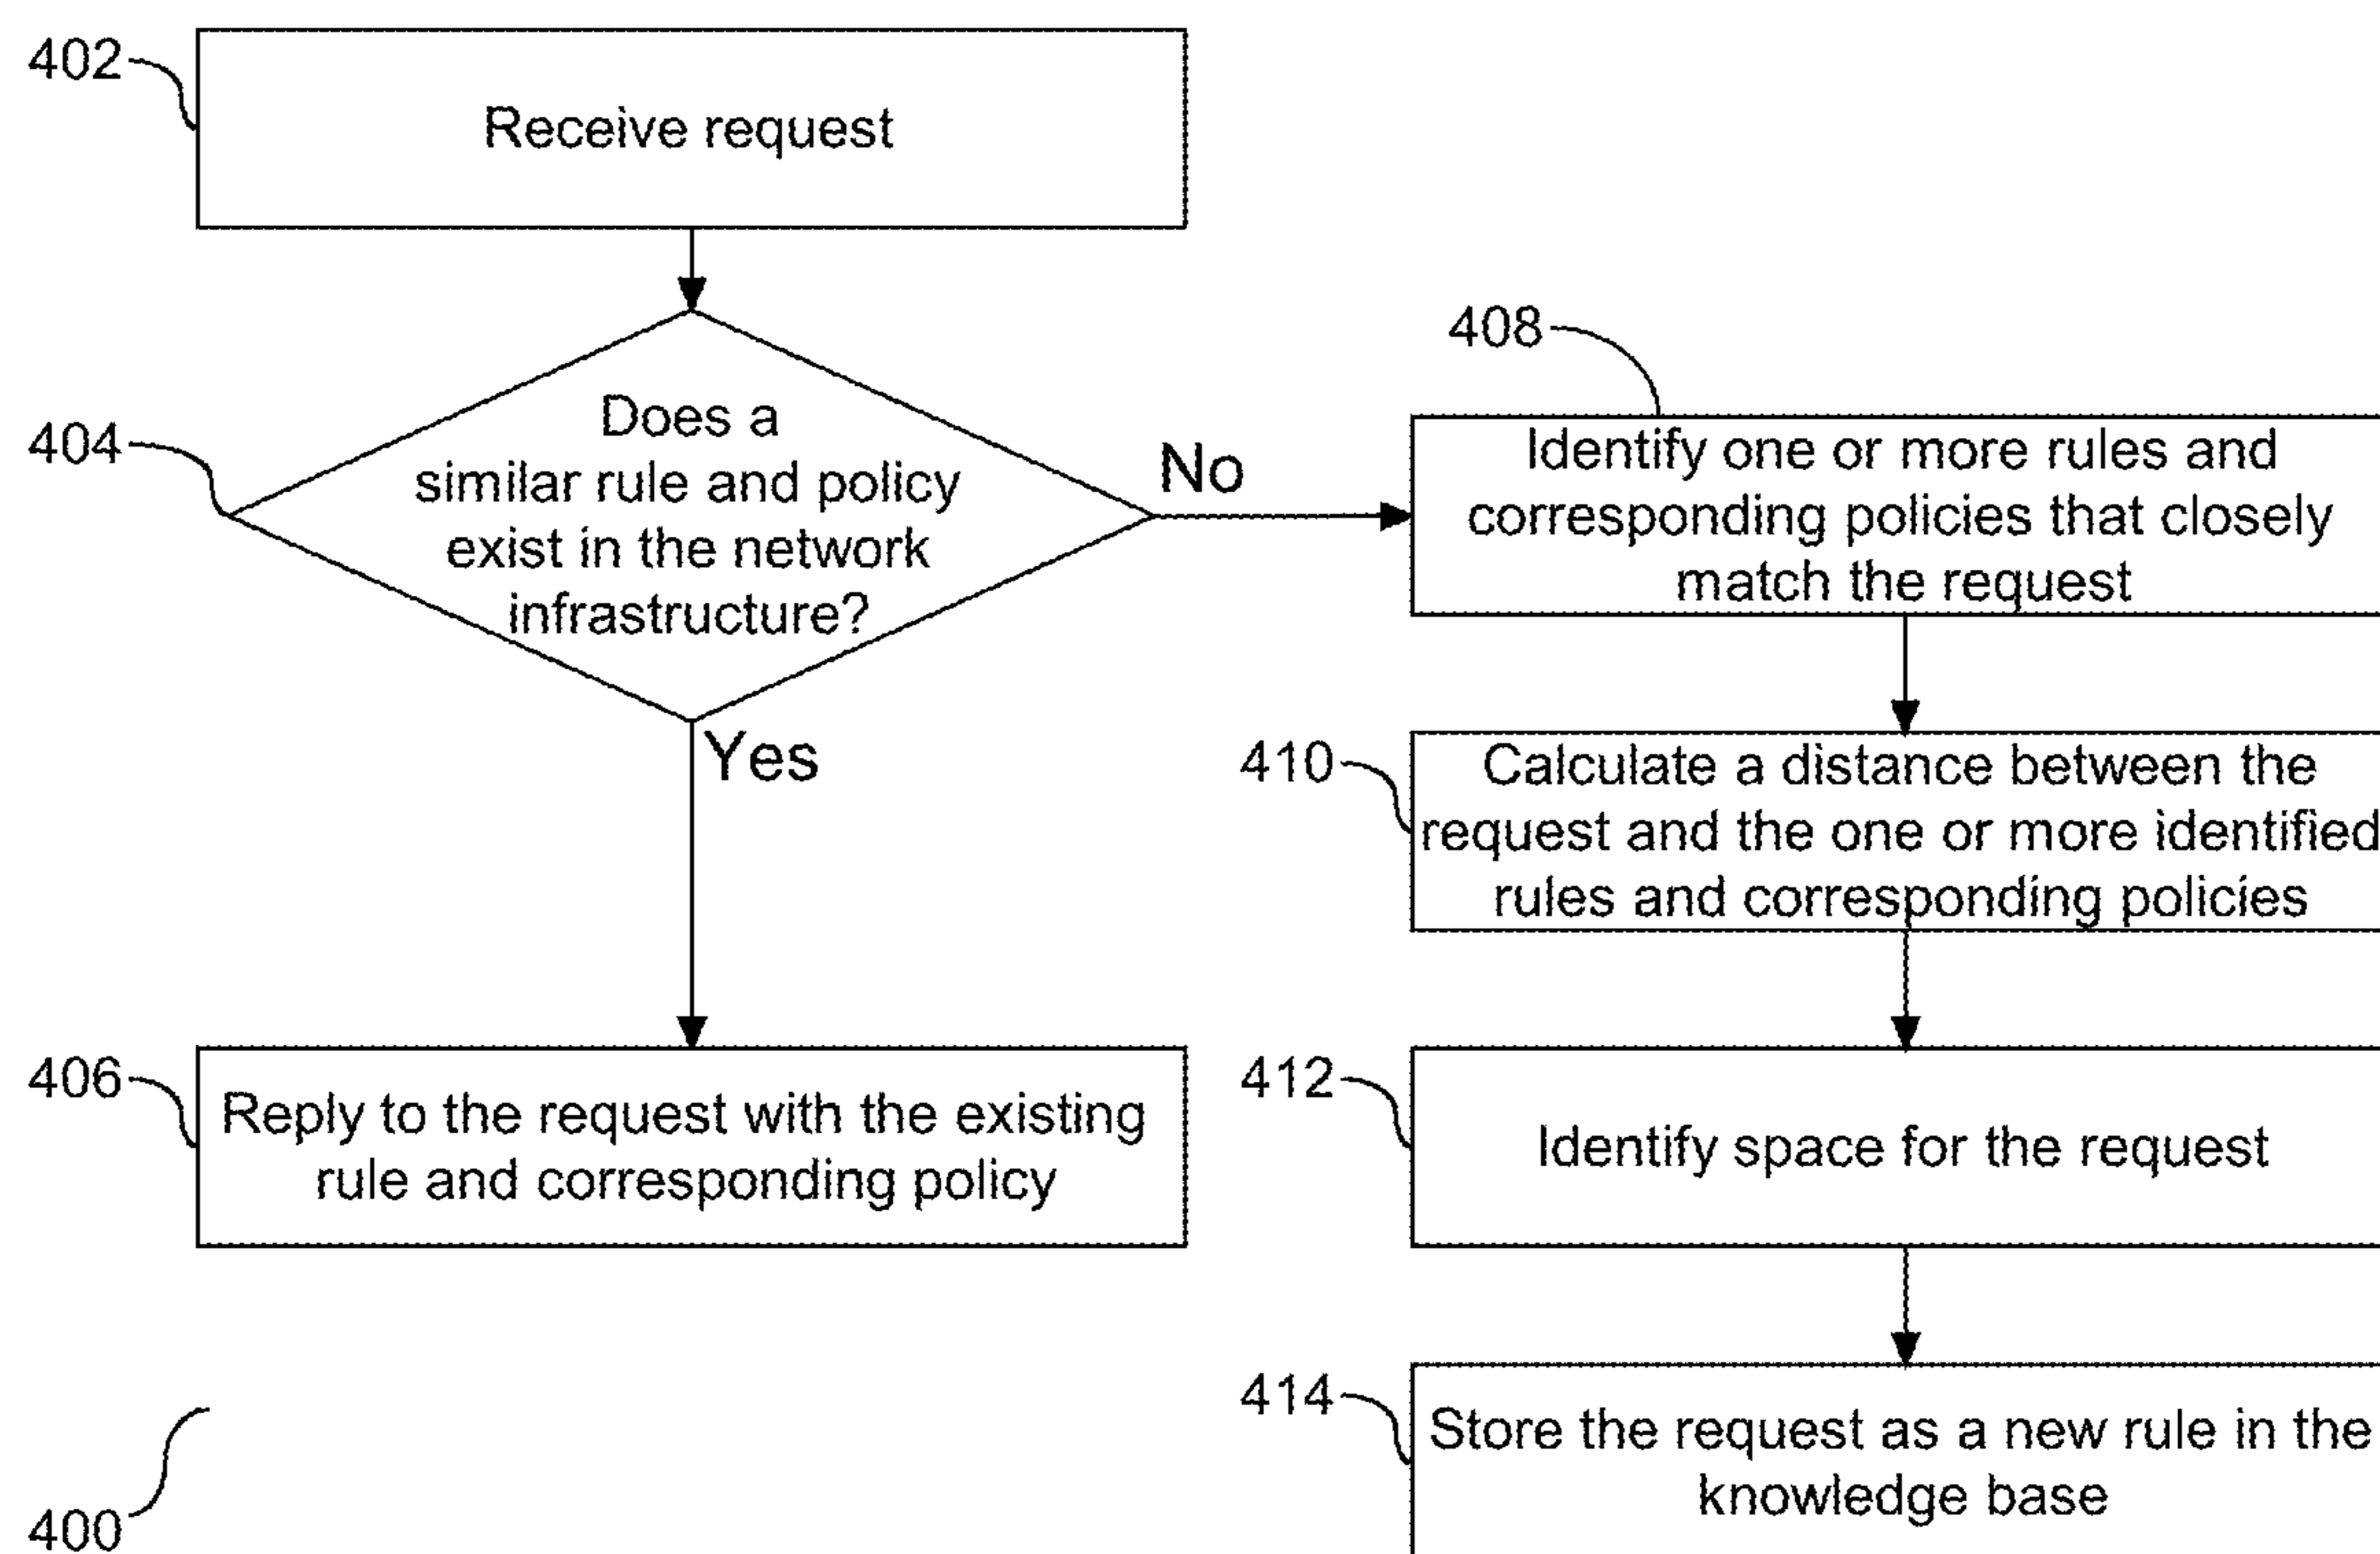 402
Receive request
404
Does a
similar rule and policy
exist in the network
infrastructure?
No
Yes
406
Reply to the request with the existing
rule and corresponding policy
408
Identify one or more rules and
corresponding policies that closely
match the request
410
Calculate a distance between the
request and the one or more identified
rules and corresponding policies
412
Identify space for the request
414
Store the request as a new rule in the
knowledge base
400